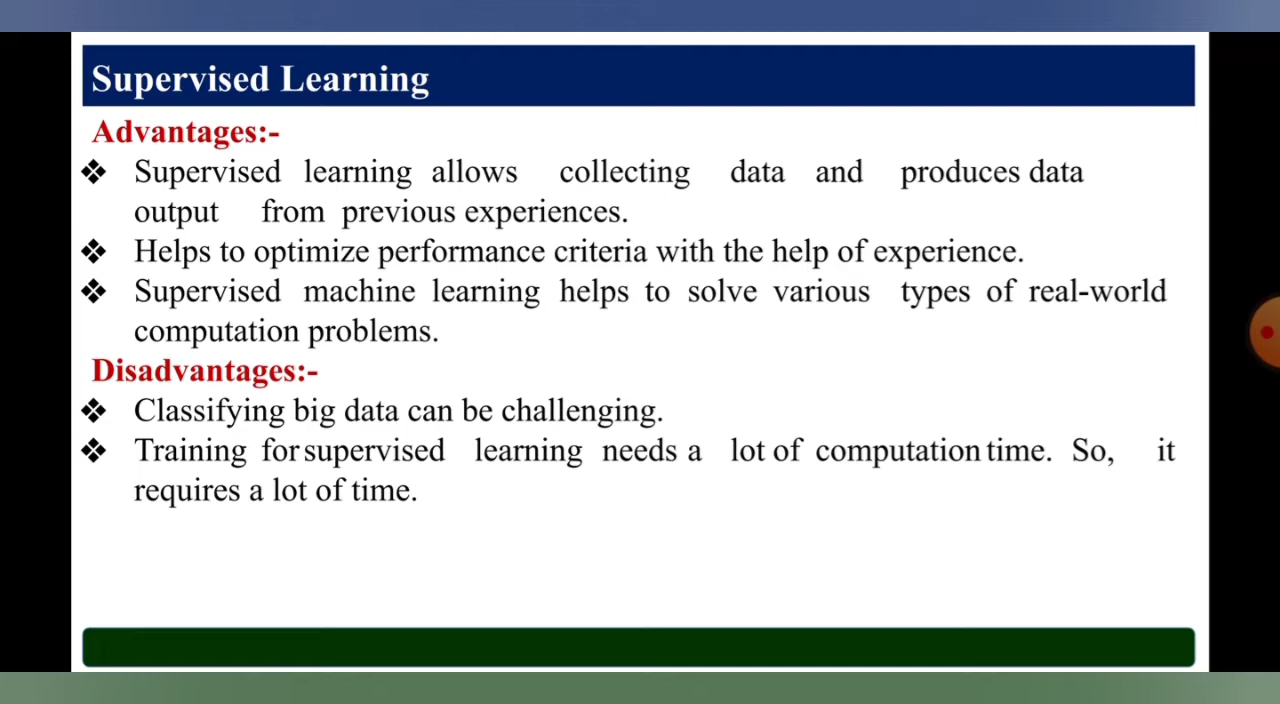 Supervised Learning
Advantages:-
❖ Supervised learning allows collecting data and produces data
output from previous experiences.
❖ Helps to optimize performance criteria with the help of experience.
❖ Supervised machine learning helps to solve various types of real-world
computation problems.
Disadvantages:-
❖ Classifying big data can be challenging.
❖ Training for supervised learning needs a lot of computation time. So, it
requires a lot of time.